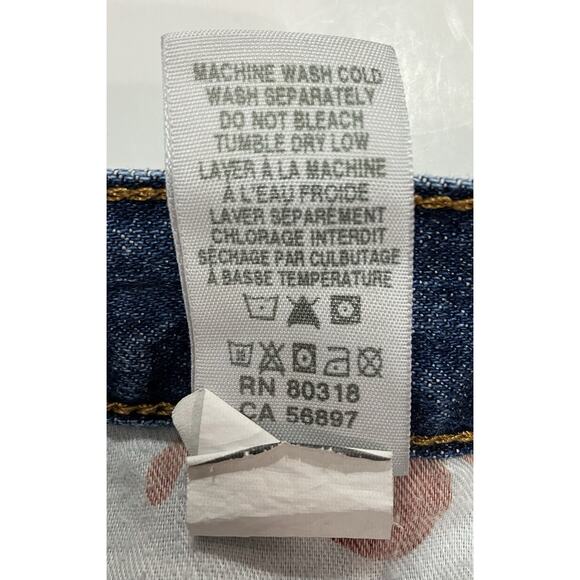 MACHINE WASH COLD
WASH SEPARATELY
DO NOT BLEACH
TUMBLE DRY LOW
LAVER À LA MACHINE
À L'EAU FROIDE
LAVER SÉPARÉMENT
CHLORAGE INTERDIT
SÉCHAGE PAR CULBUTAGE
À BASSE TEMPÉRATURE
RN 80318
CA 56897